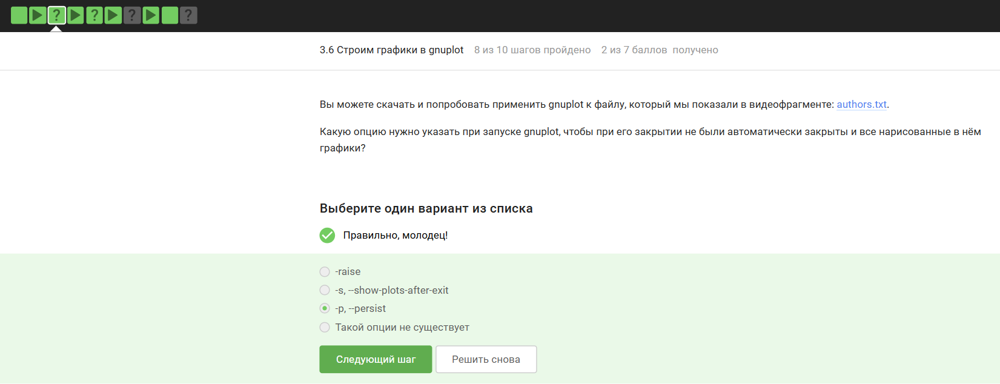 ? ? ? ?
3.6 Строим графики в gnuplot 8 из 10 шагов пройдено 2 из 7 баллов получено
Вы можете скачать и попробовать применить gnuplot к файлу, который мы показали в видеофрагменте: authors.txt.
Какую опцию нужно указать при запуске gnuplot, чтобы при его закрытии не были автоматически закрыты и все нарисованные в нём
графики?
Выберите один вариант из списка
Правильно, молодец!
-raise
-s, --show-plots-after-exit
-p, --persist
Такой опции не существует
Следующий шаг Решить снова